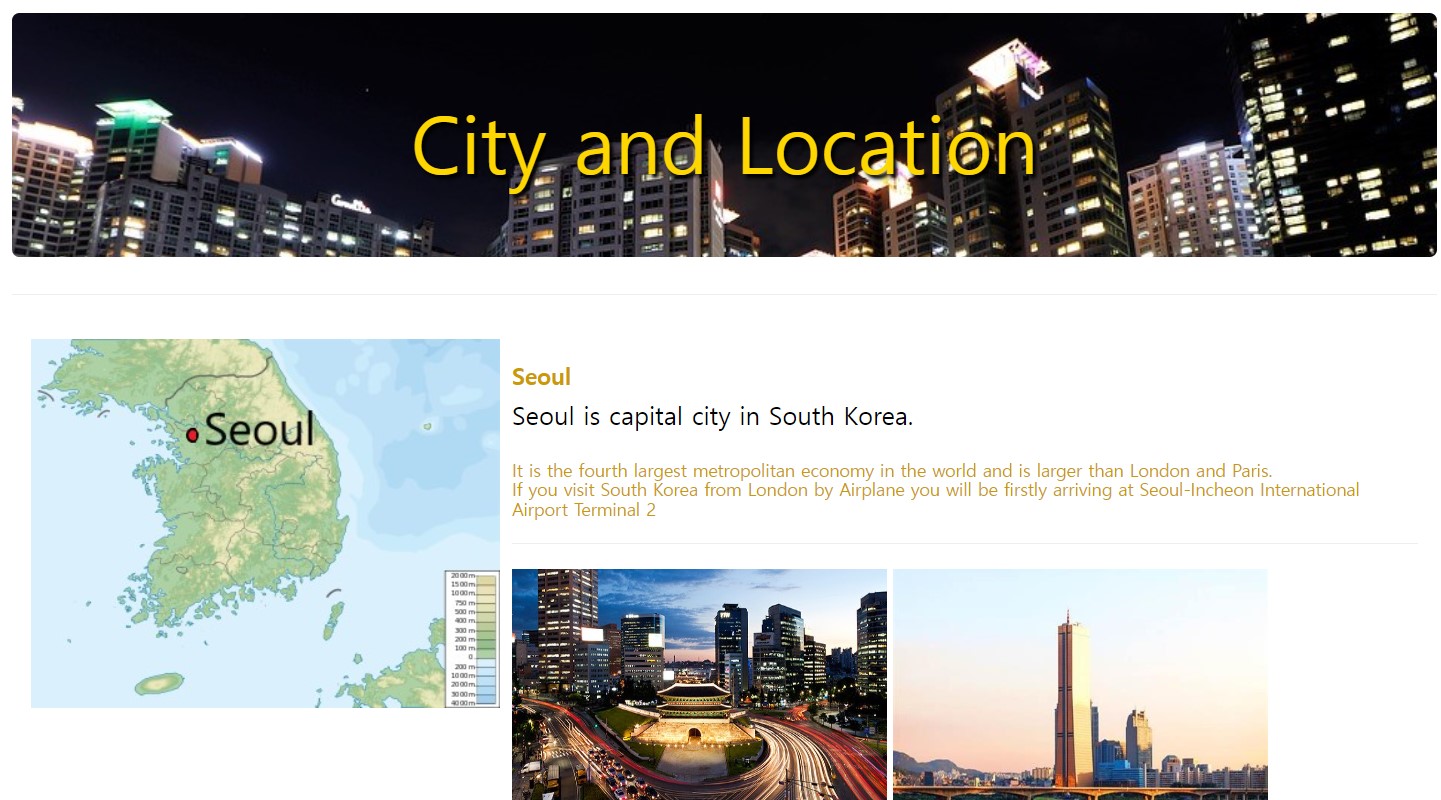 City and Location
Seoul
Seoul
Seoul is capital city in South Korea.
It is the fourth largest metropolitan economy in the world and is larger than London and Paris.
If you visit South Korea from London by Airplane you will be firstly arriving at Seoul-Incheon International
Airport Terminal 2
2000 m
1500 m
1000 m
750 m
500 m
400 m
300 m
200 m
100 m
0
200 m
1000 m
2000 m
3000 m
4000 m